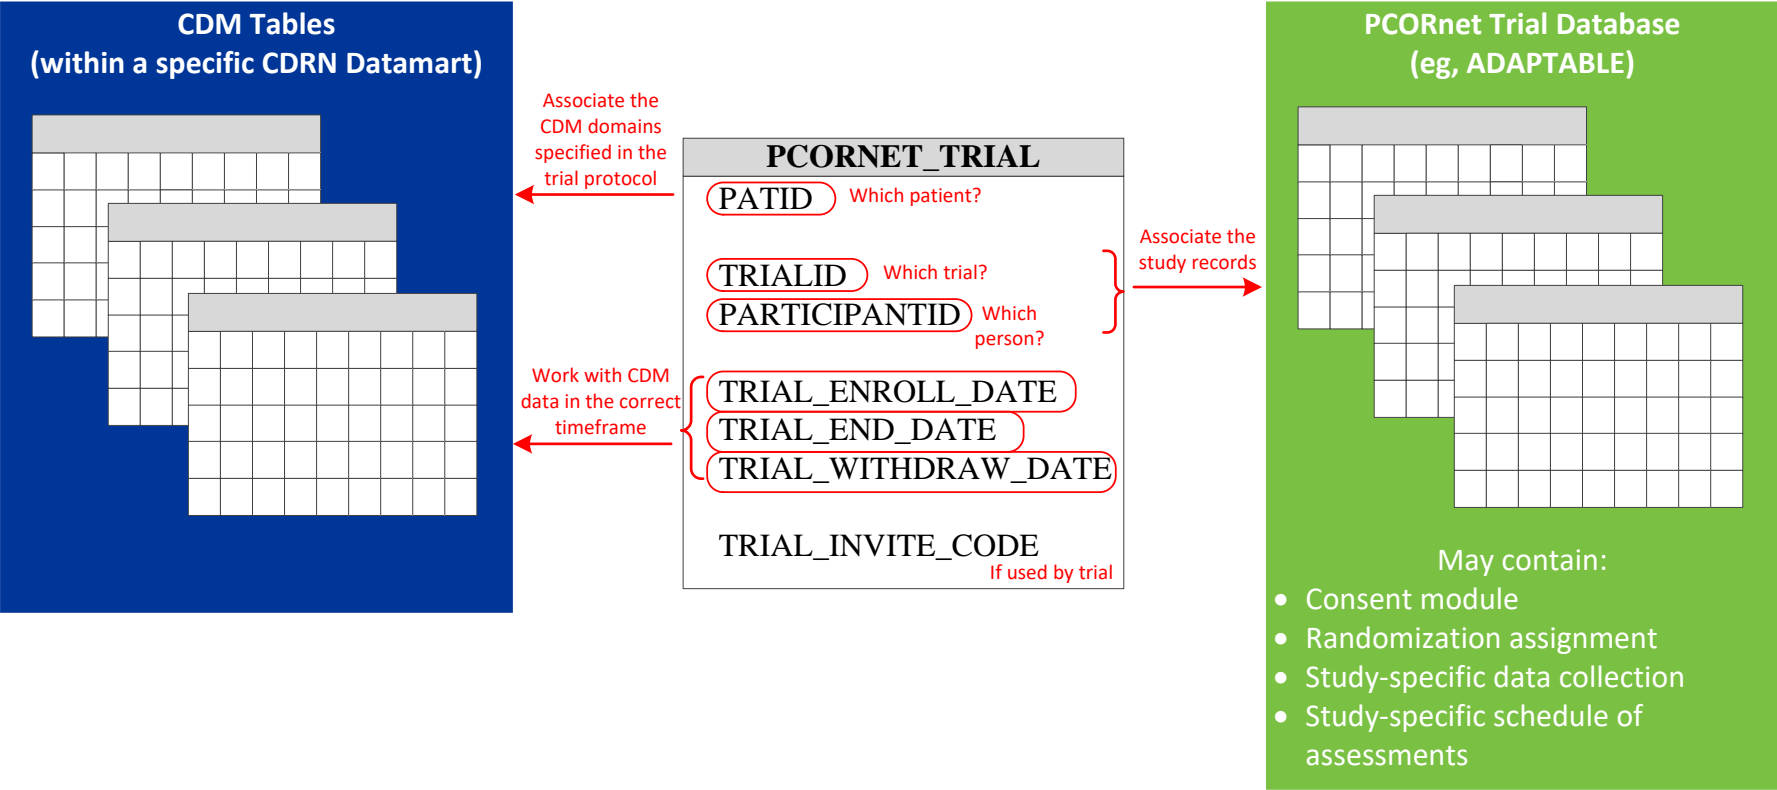 CDM Tables
(within a specific CDRN Datamart)
Associate the
CDM domains
specified in the
trial protocol
Work with CDM
data in the correct
timeframe
PCORNET_TRIAL
PATID Which patient?
TRIALID Which trial?
PARTICIPANTID Which
person?
TRIAL_ENROLL_DATE
TRIAL_END_DATE
TRIAL_WITHDRAW_DATE
TRIAL_INVITE_CODE
If used by trial
Associate the
study records
PCORnet Trial Database
(eg, ADAPTABLE)
May contain:
• Consent module
• Randomization assignment
• Study-specific data collection
• Study-specific schedule of
assessments